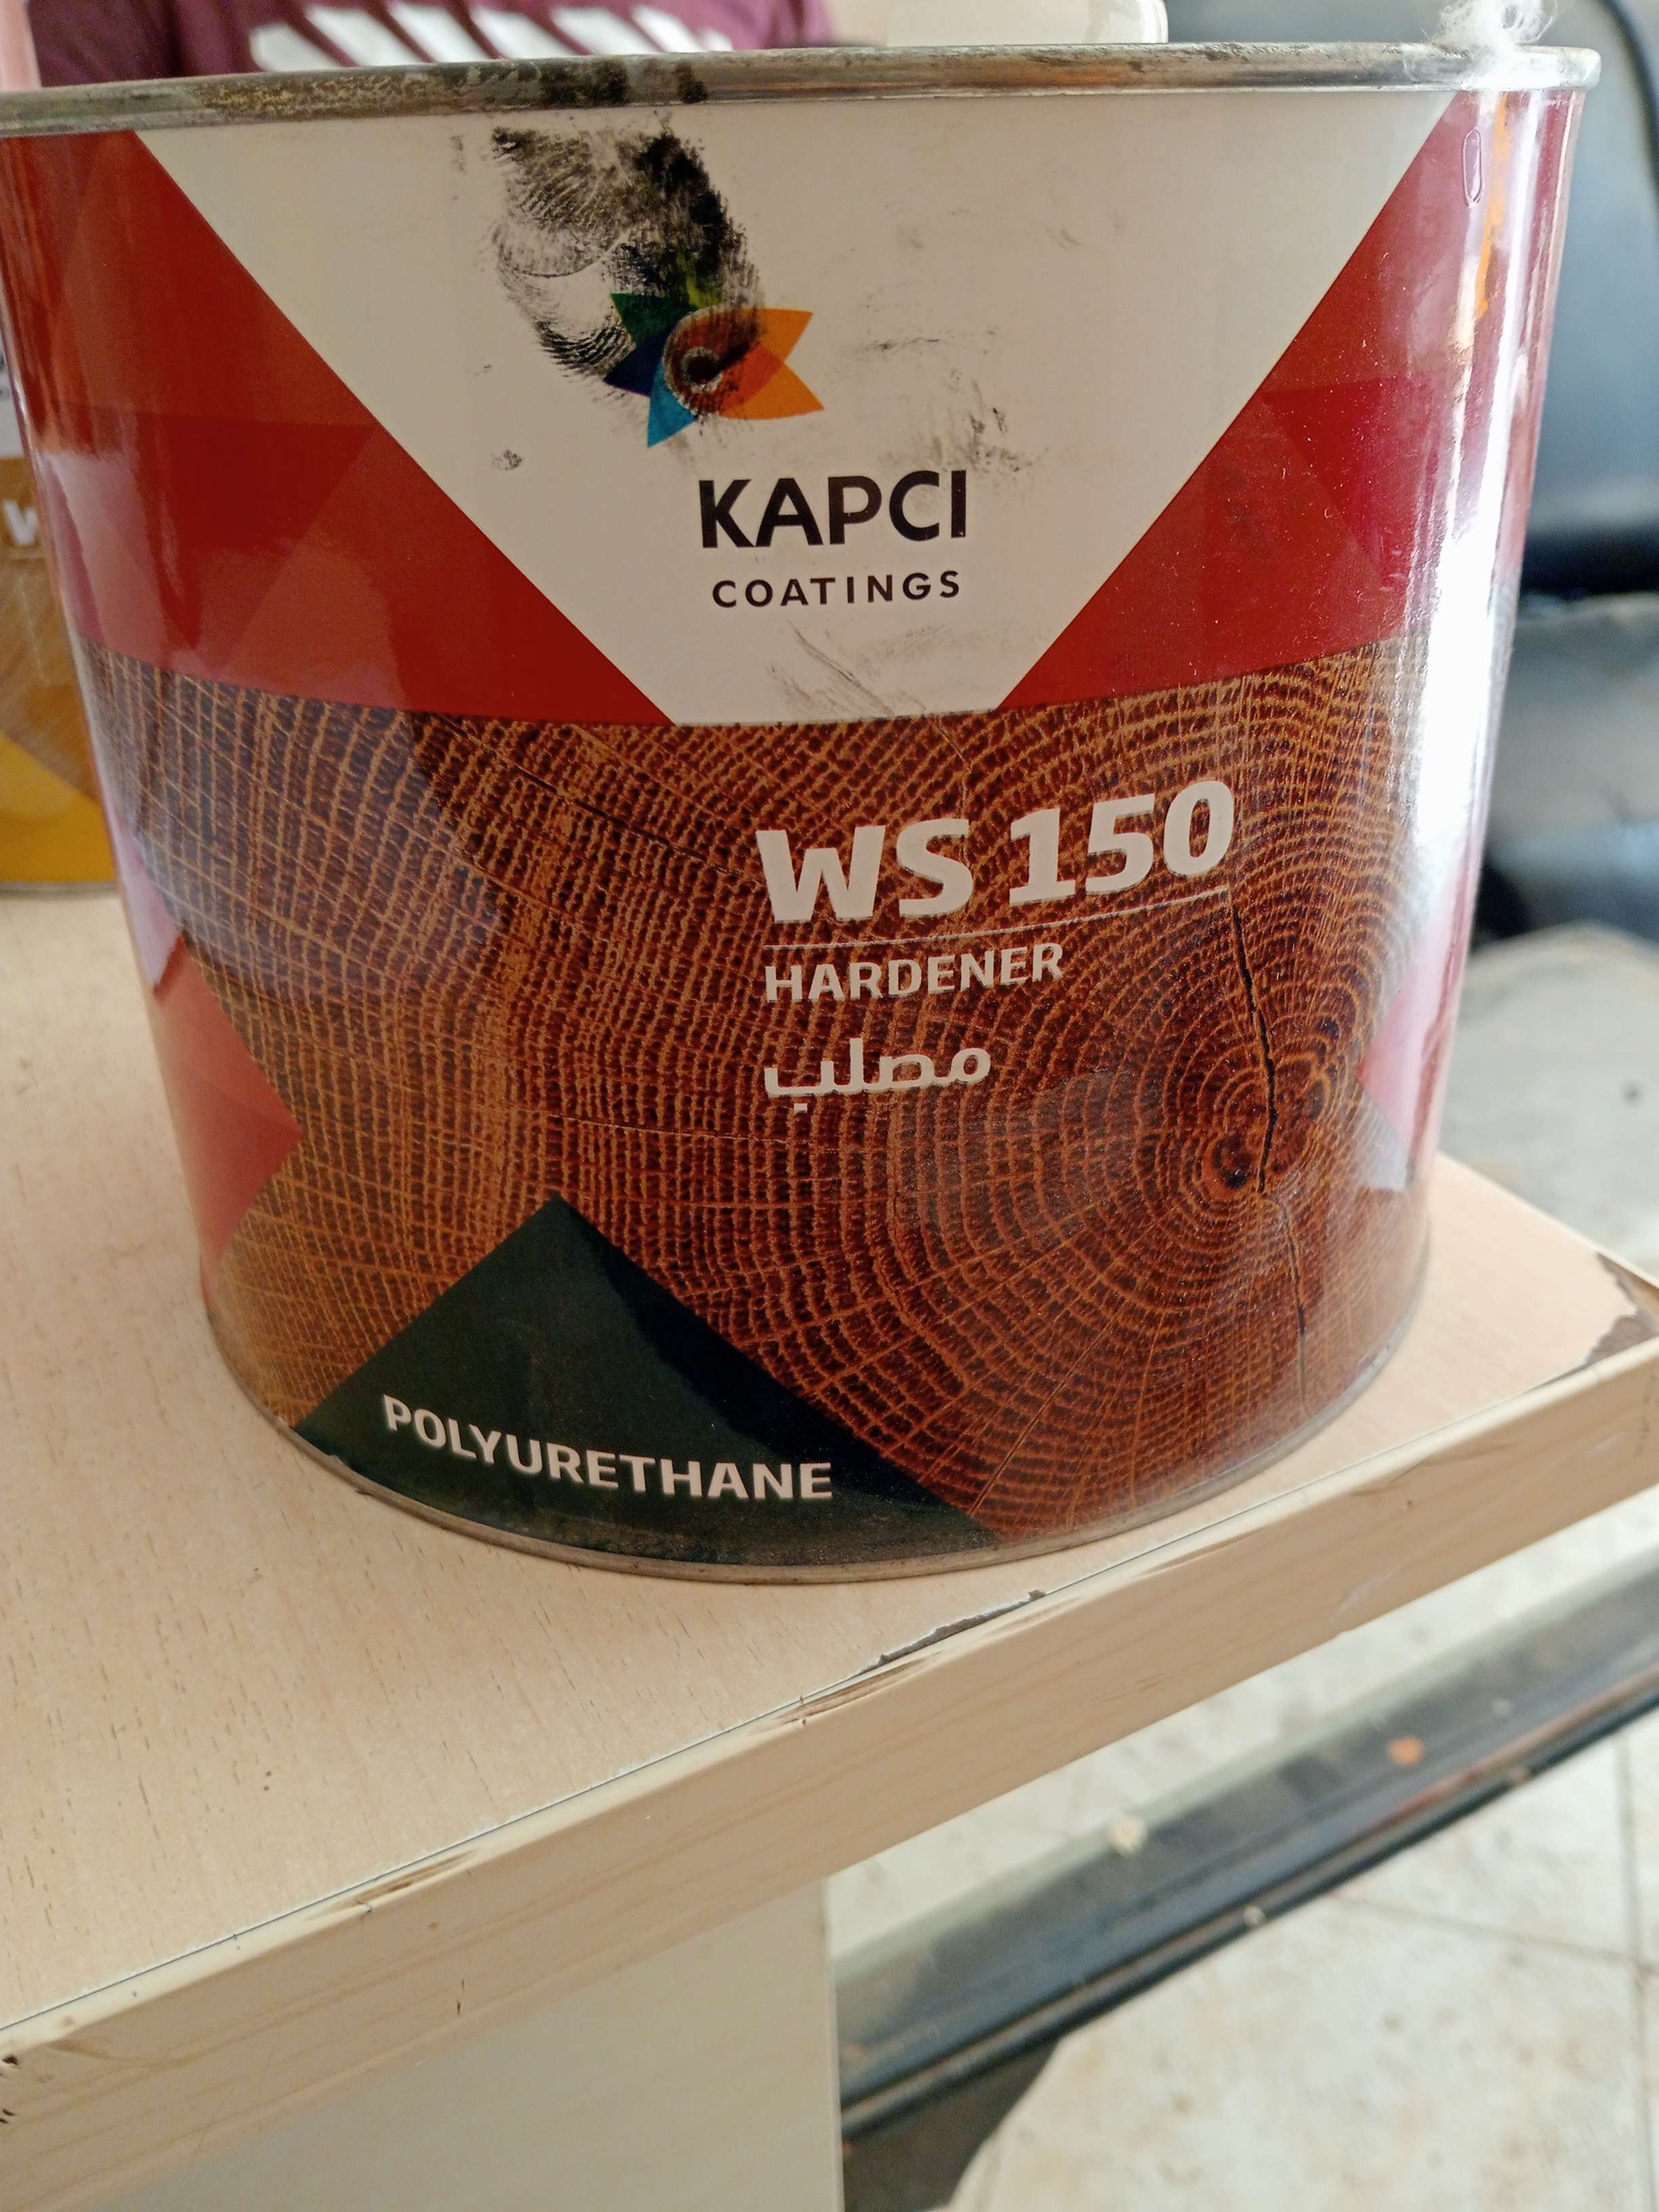 KAPCI
COATINGS
WS 150
HARDENER
مصلب
POLYURETHANE